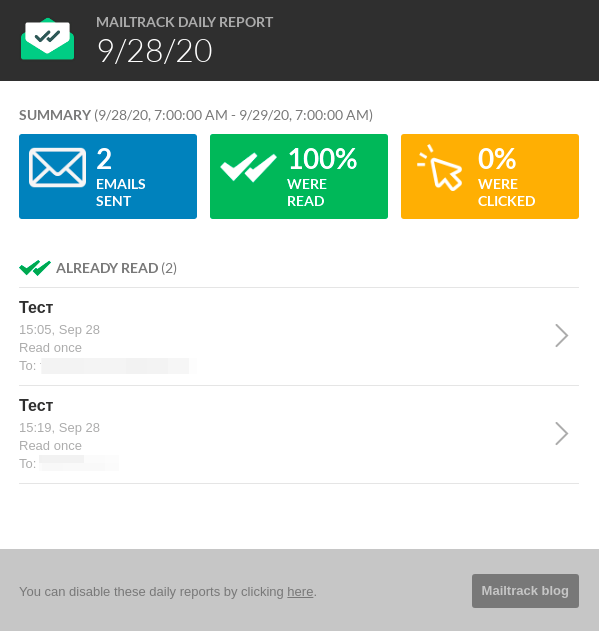 MAILTRACK DAILY REPORT
9/28/20
SUMMARY (9/28/20, 7:00:00 AM - 9/29/20, 7:00:00 AM)
2
EMAILS
SENT
100%
WERE
READ
0%
WERE
CLICKED
ALREADY READ (2)
Тест
15:05, Sep 28
Read once
To:
Тест
15:19, Sep 28
Read once
To:
You can disable these daily reports by clicking here.
Mailtrack blog